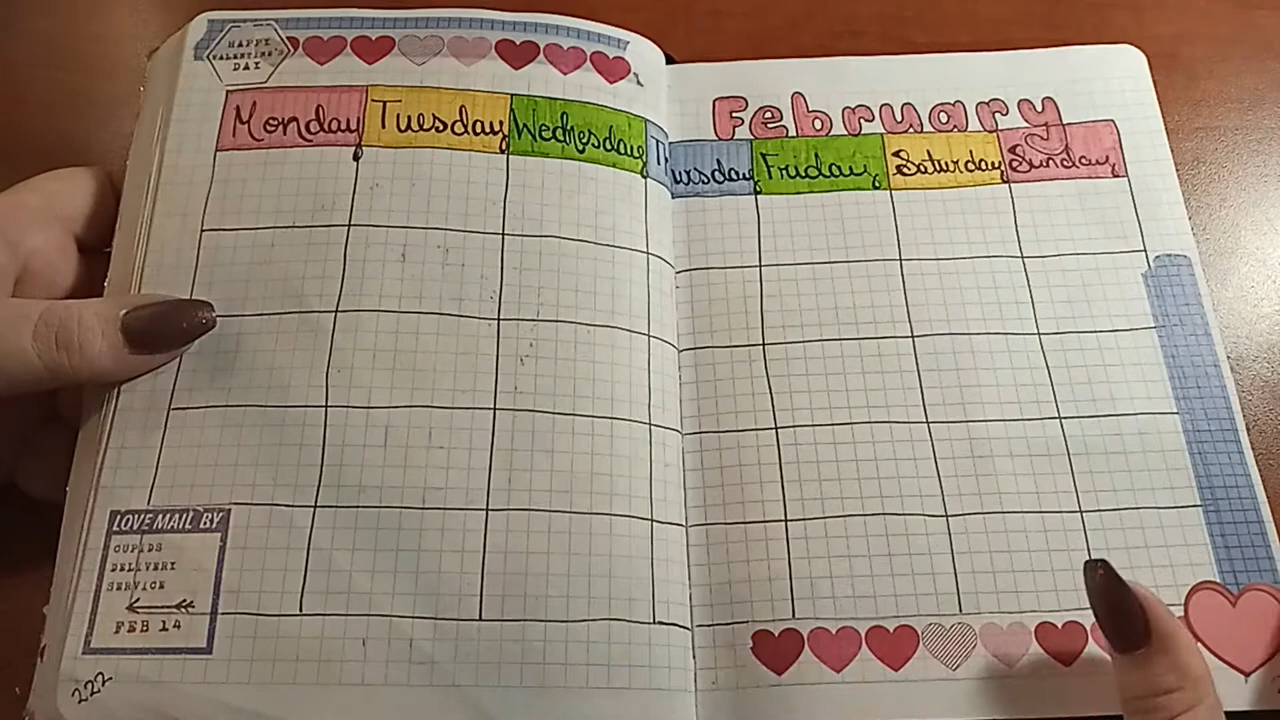 HAPPY
VALENTINE'S
DAY
February
Monday Tuesday Wednesday Thursday Friday Saturday Sunday
LOVE MAIL BY
CUPIDS
DELIVERY
SERVICE
FEB 14
222